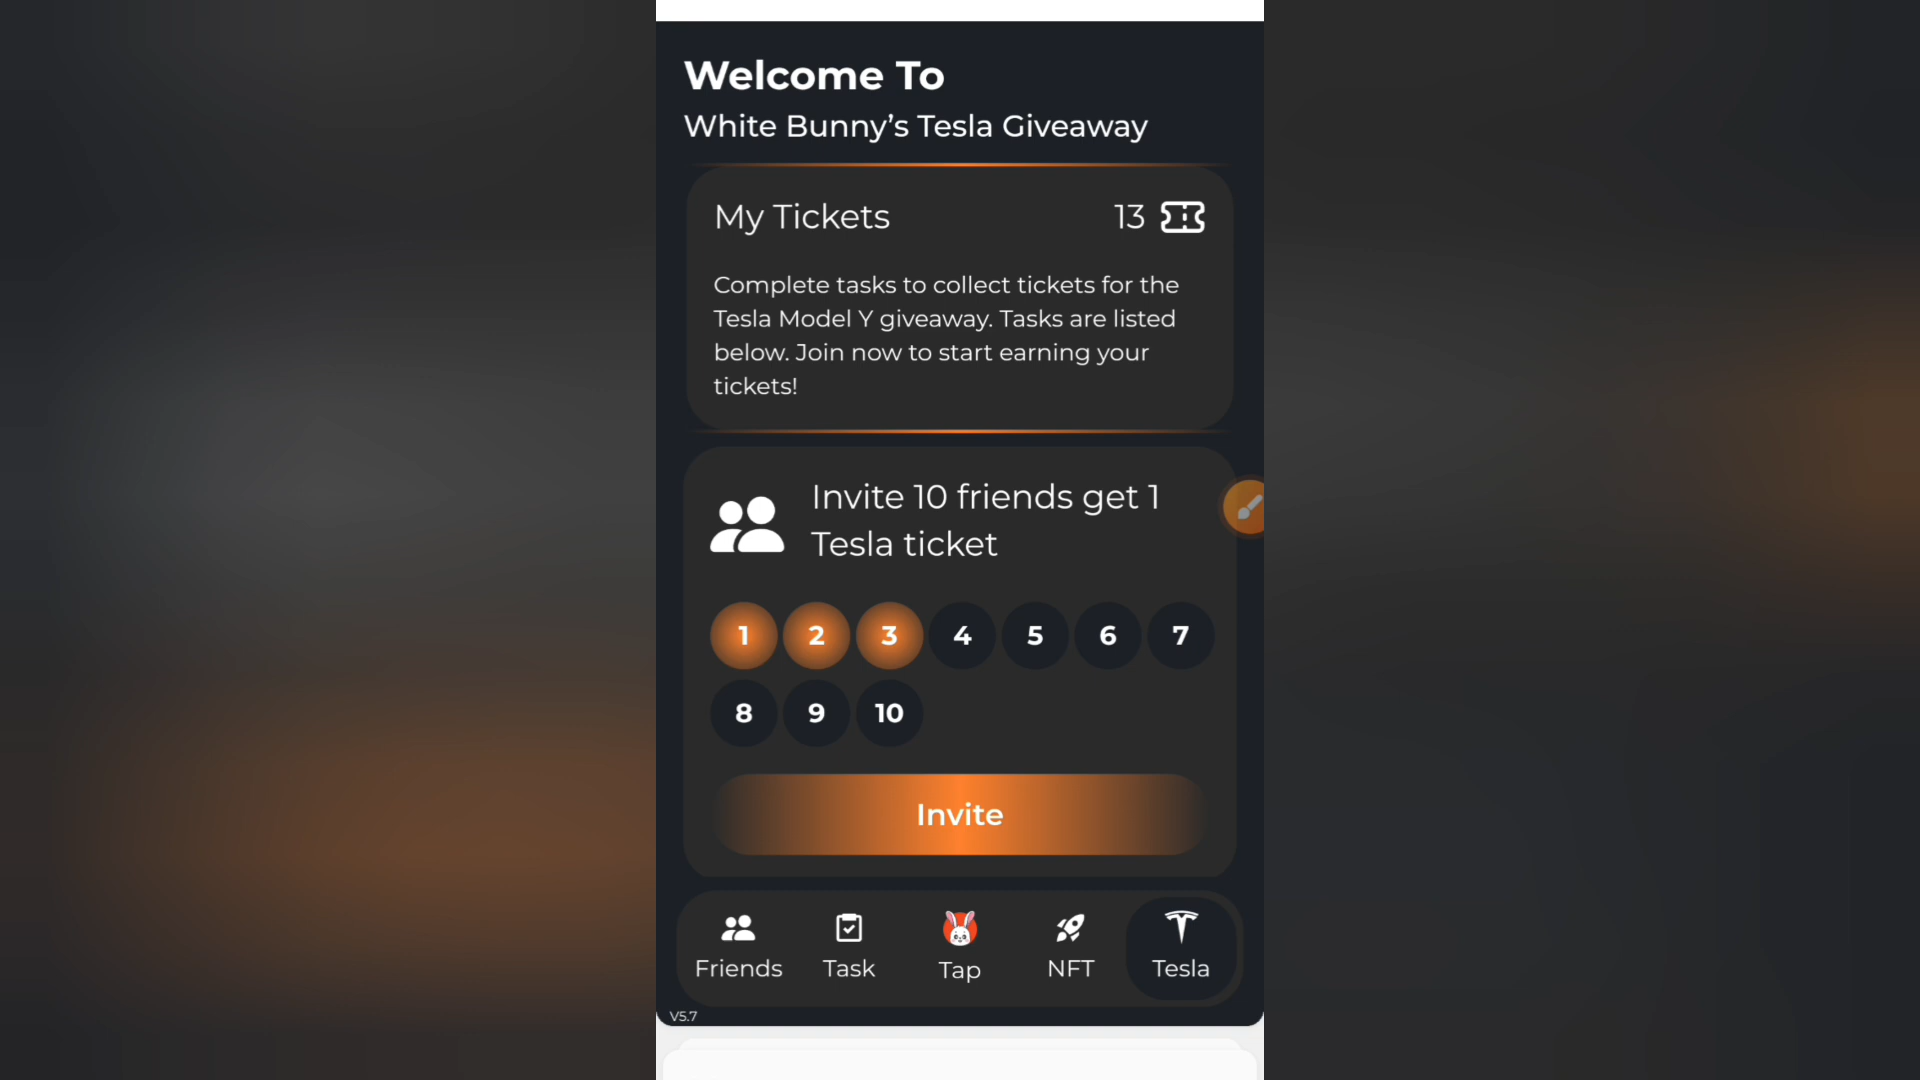 Welcome To
White Bunny’s Tesla Giveaway
My Tickets 13
Complete tasks to collect tickets for the
Tesla Model Y giveaway. Tasks are listed
below. Join now to start earning your
tickets!
Invite 10 friends get 1
Tesla ticket
1 2 3 4 5 6 7
8 9 10
Invite
Friends Task Tap NFT Tesla
V5.7